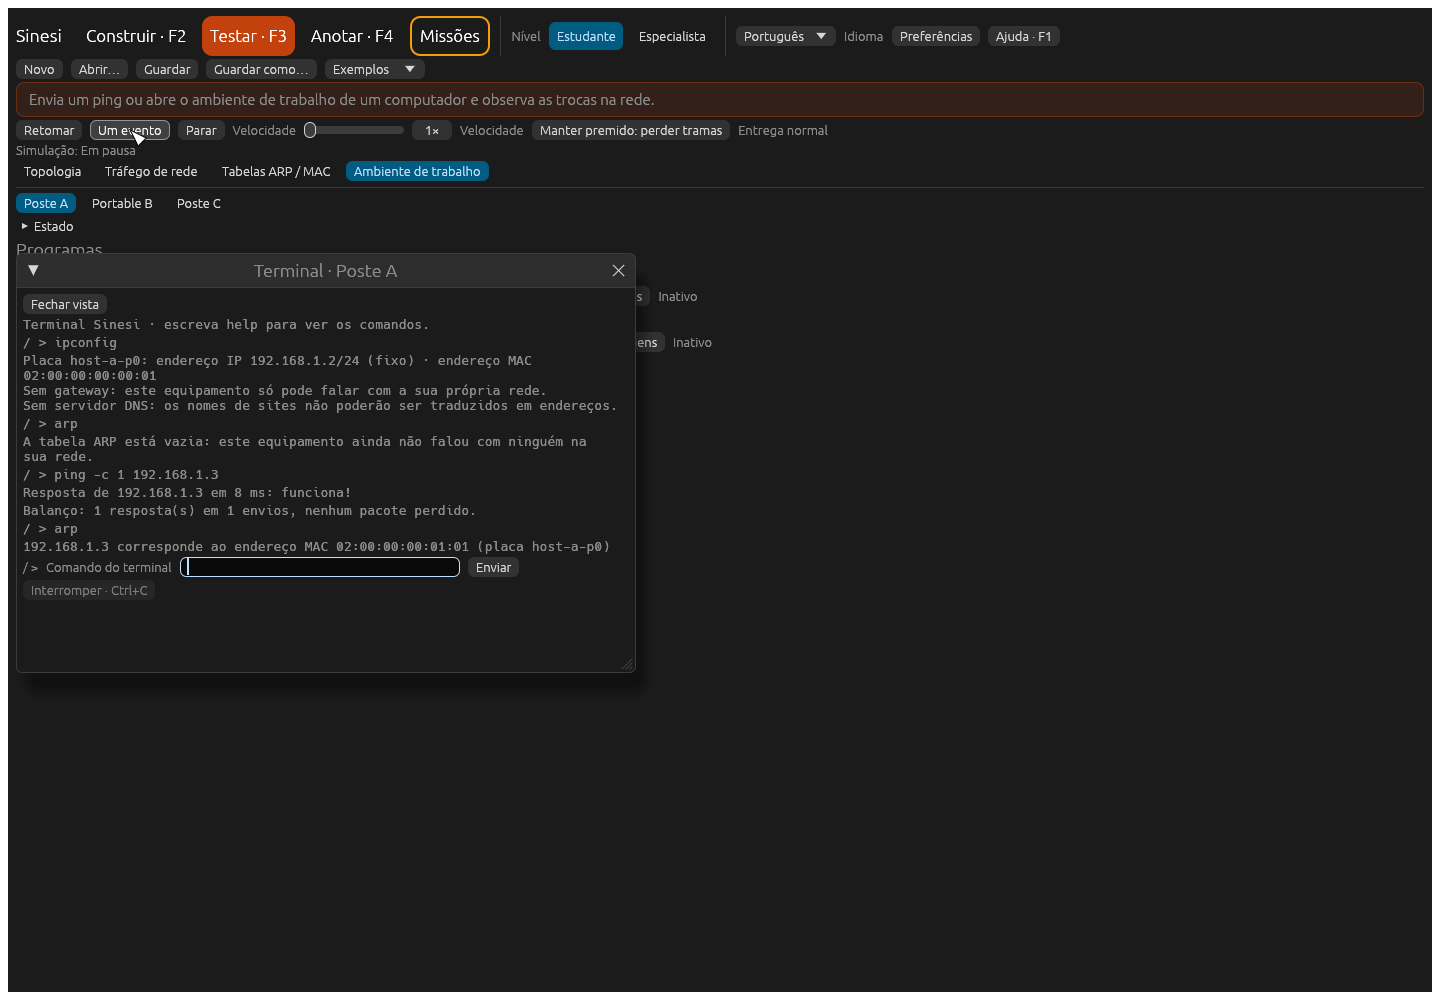 Sinesi Construir · F2 Testar · F3 Anotar · F4 Missões Nível Estudante Especialista Português Idioma Preferências Ajuda · F1
Novo Abrir... Guardar Guardar como... Exemplos
Envia um ping ou abre o ambiente de trabalho de um computador e observa as trocas na rede.
Retomar Um evento Parar Velocidade 1× Velocidade Manter premido: perder tramas Entrega normal
Simulação: Em pausa
Topologia Tráfego de rede Tabelas ARP / MAC Ambiente de trabalho
Poste A Portable B Poste C
Estado
Programas
Terminal · Poste A
s Inativo
Fechar vista
Terminal Sinesi · escreva help para ver os comandos.
/ > ipconfig
ens Inativo
Placa host-a-p0: endereço IP 192.168.1.2/24 (fixo) · endereço MAC
02:00:00:00:00:01
Sem gateway: este equipamento só pode falar com a sua própria rede.
Sem servidor DNS: os nomes de sites não poderão ser traduzidos em endereços.
/ > arp
A tabela ARP está vazia: este equipamento ainda não falou com ninguém na
sua rede.
/ > ping -c 1 192.168.1.3
Resposta de 192.168.1.3 em 8 ms: funciona!
Balanço: 1 resposta(s) em 1 envios, nenhum pacote perdido.
/ > arp
192.168.1.3 corresponde ao endereço MAC 02:00:00:00:01:01 (placa host-a-p0)
/ > Comando do terminal Enviar
Interromper · Ctrl+C